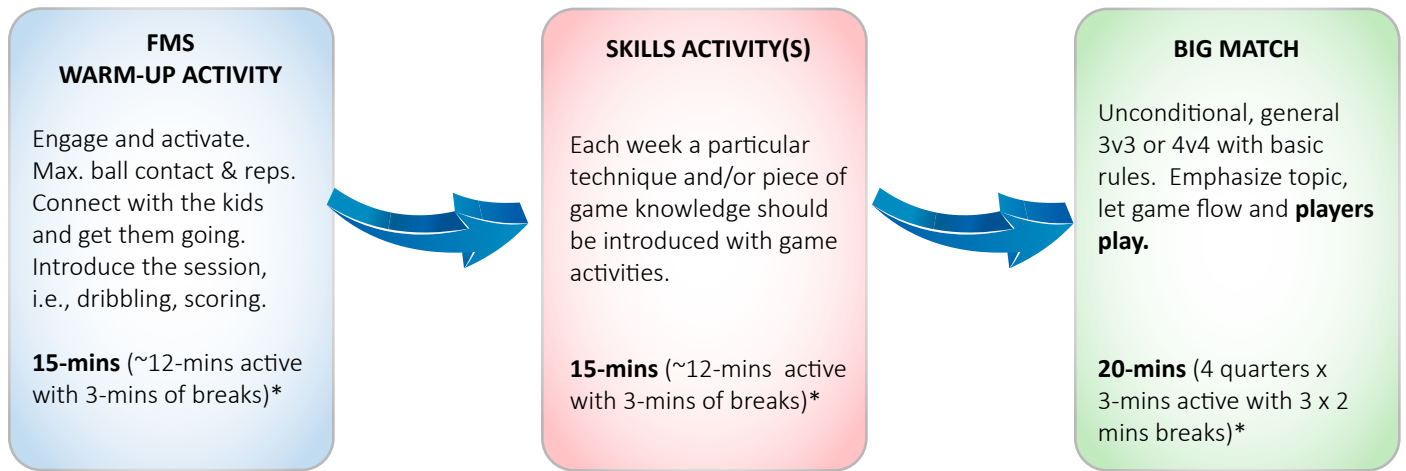 FMS
WARM-UP ACTIVITY
Engage and activate.
Max. ball contact & reps.
Connect with the kids
and get them going.
Introduce the session,
i.e., dribbling, scoring.
15-mins (~12-mins active
with 3-mins of breaks)*
SKILLS ACTIVITY(S)
Each week a particular
technique and/or piece of
game knowledge should
be introduced with game
activities.
15-mins (~12-mins active
with 3-mins of breaks)*
BIG MATCH
Unconditional, general
3v3 or 4v4 with basic
rules. Emphasize topic,
let game flow and players
play.
20-mins (4 quarters x
3-mins active with 3 x 2
mins breaks)*